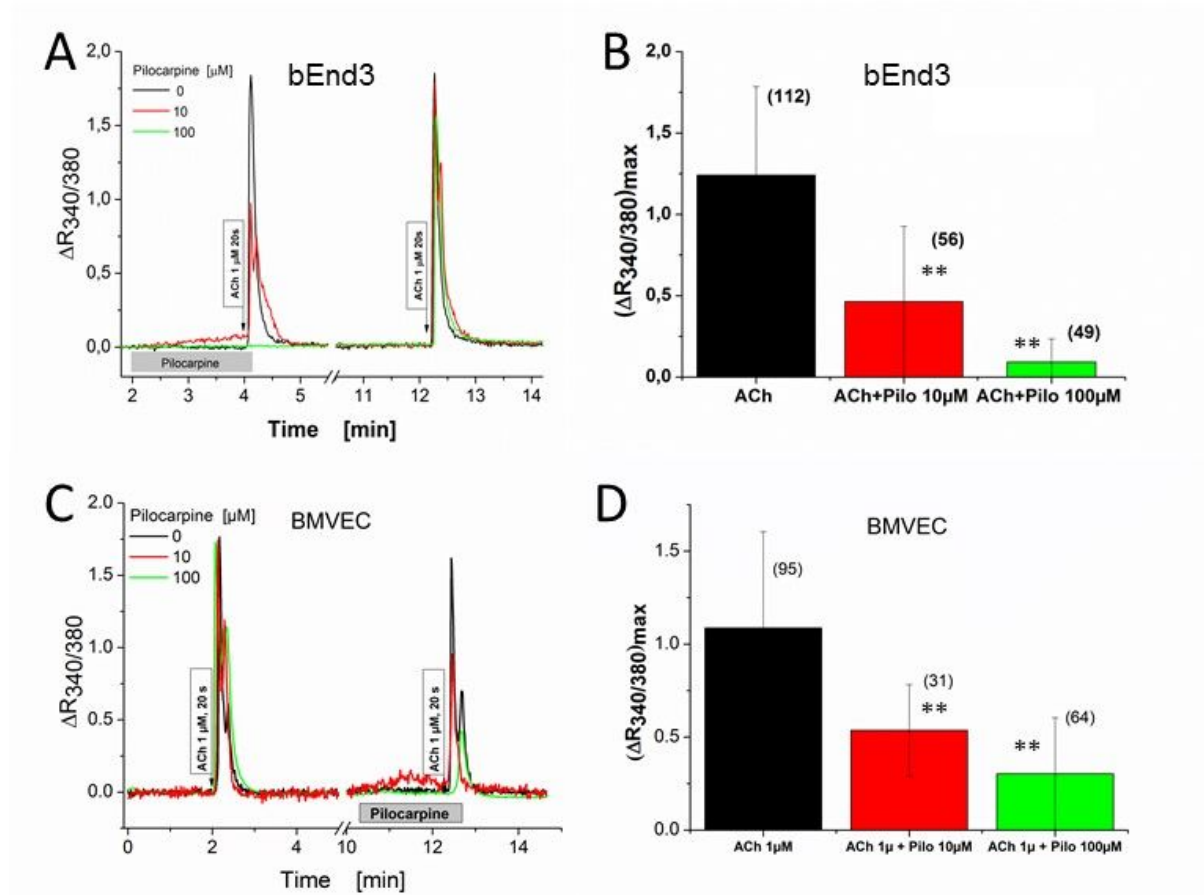 A
Pilocarpine [µM]
0
10
100
bEnd3
2,0
1,5
1,0
0,5
0,0
ΔR340/380
ACh 1 µM 20s
ACh 1 µM 20s
Pilocarpine
2 3 4 5 11 12 13 14
Time [min]
B
bEnd3
2,0
1,5
1,0
0,5
0,0
(ΔR340/380)max
(112)
(56)
**
** (49)
ACh ACh+Pilo 10µM ACh+Pilo 100µM
C
Pilocarpine [µM]
0
10
100
BMVEC
2.0
1.5
1.0
0.5
0.0
ΔR340/380
ACh 1 µM, 20 s
ACh 1 µM, 20 s
Pilocarpine
0 2 4 10 12 14
Time [min]
D
BMVEC
1.5
1.0
0.5
0.0
(ΔR340/380)max
(95)
(31)
**
** (64)
ACh 1µM ACh 1µ + Pilo 10µM ACh 1µ + Pilo 100µM